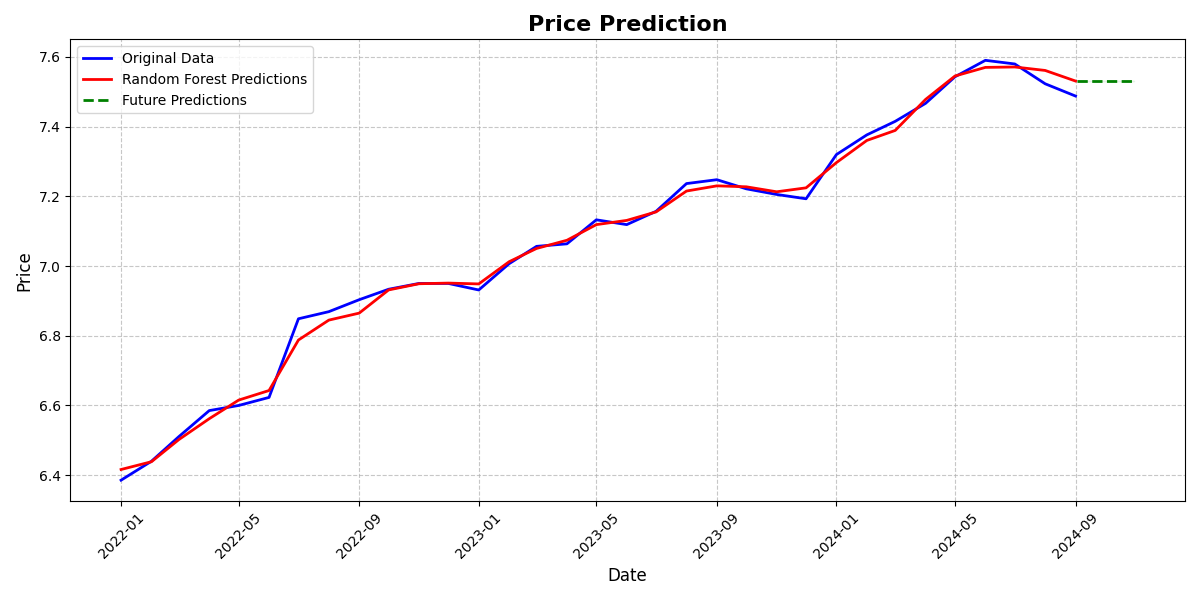 Price Prediction
Original Data
Random Forest Predictions
Future Predictions
7.6
7.4
7.2
7.0
6.8
6.6
6.4
Price
2022-01
2022-05
2022-09
2023-01
2023-05
2023-09
2024-01
2024-05
2024-09
Date